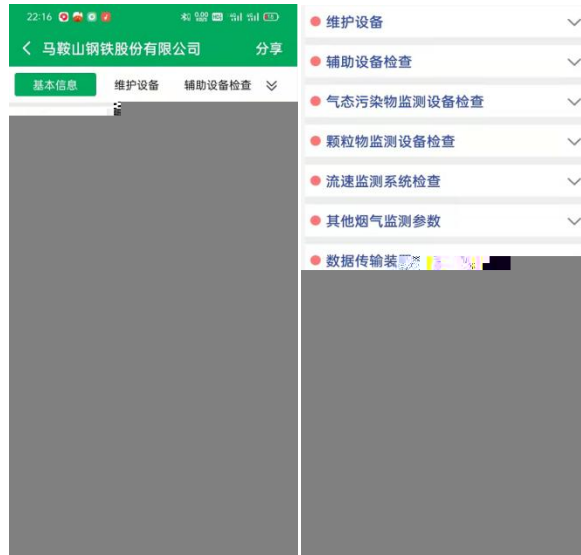 22:16
马鞍山钢铁股份有限公司
分享
基本信息 维护设备 辅助设备检查
维护设备
辅助设备检查
气态污染物监测设备检查
颗粒物监测设备检查
流速监测系统检查
其他烟气监测参数
数据传输装